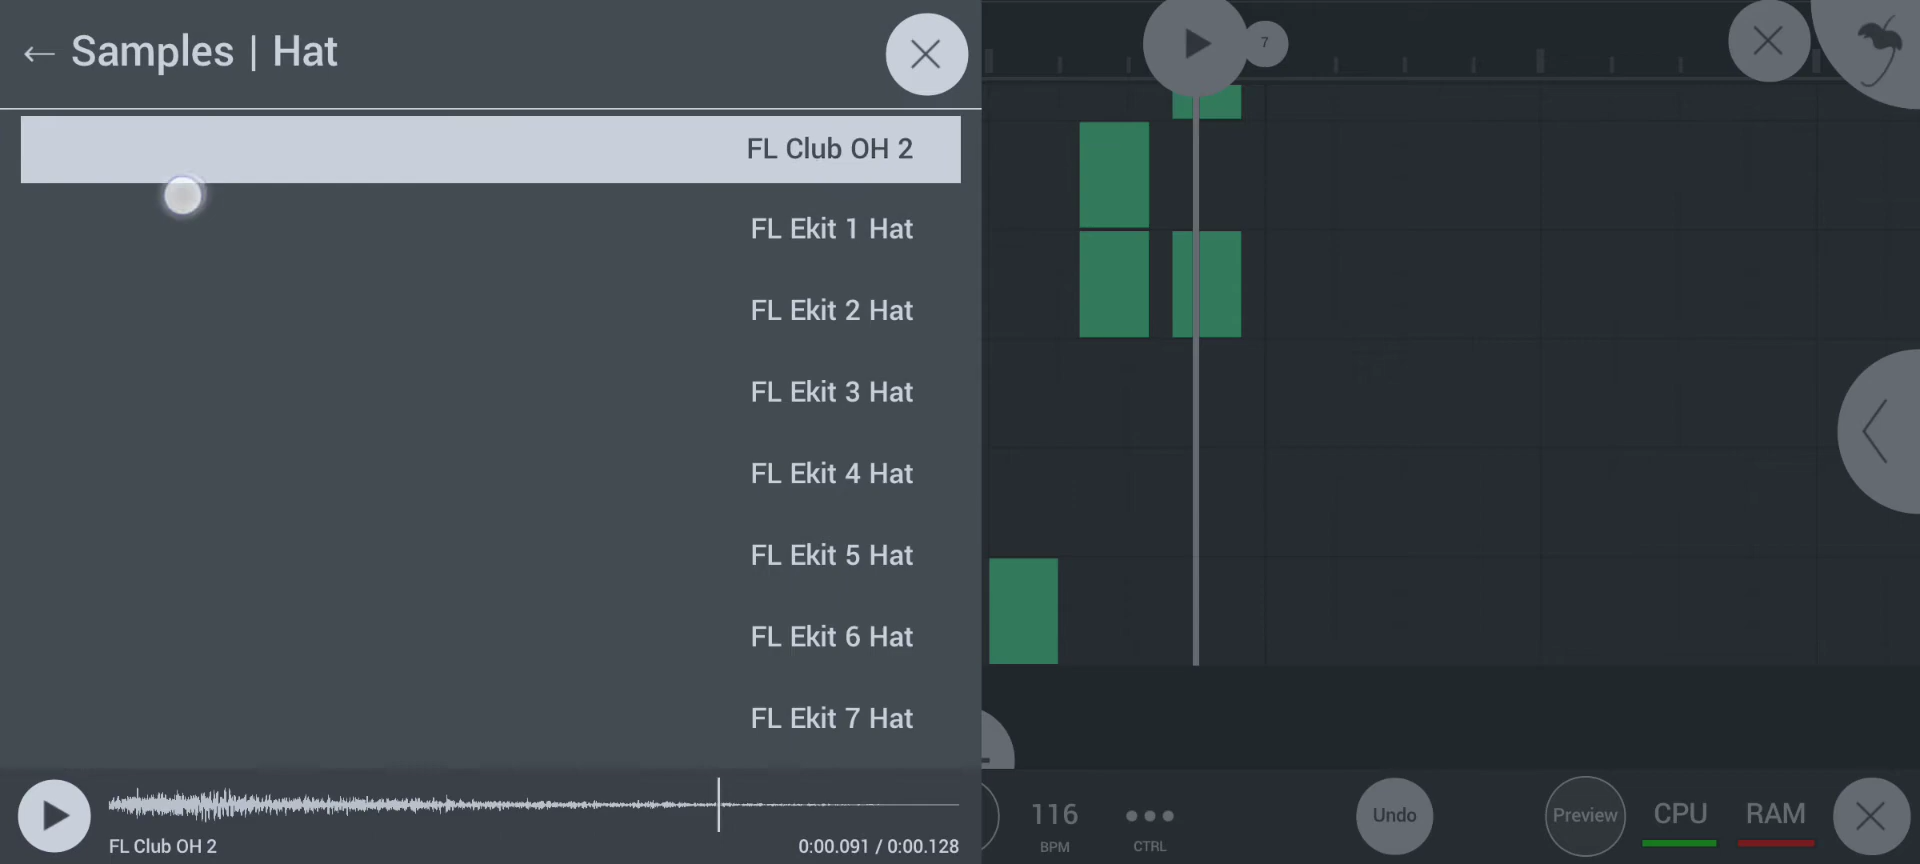 Samples | Hat
7
FL Club OH 2
FL Ekit 1 Hat
FL Ekit 2 Hat
FL Ekit 3 Hat
FL Ekit 4 Hat
FL Ekit 5 Hat
FL Ekit 6 Hat
FL Ekit 7 Hat
FL Club OH 2
0:00.091 / 0:00.128
116
BPM
CTRL
Undo
Preview
CPU
RAM